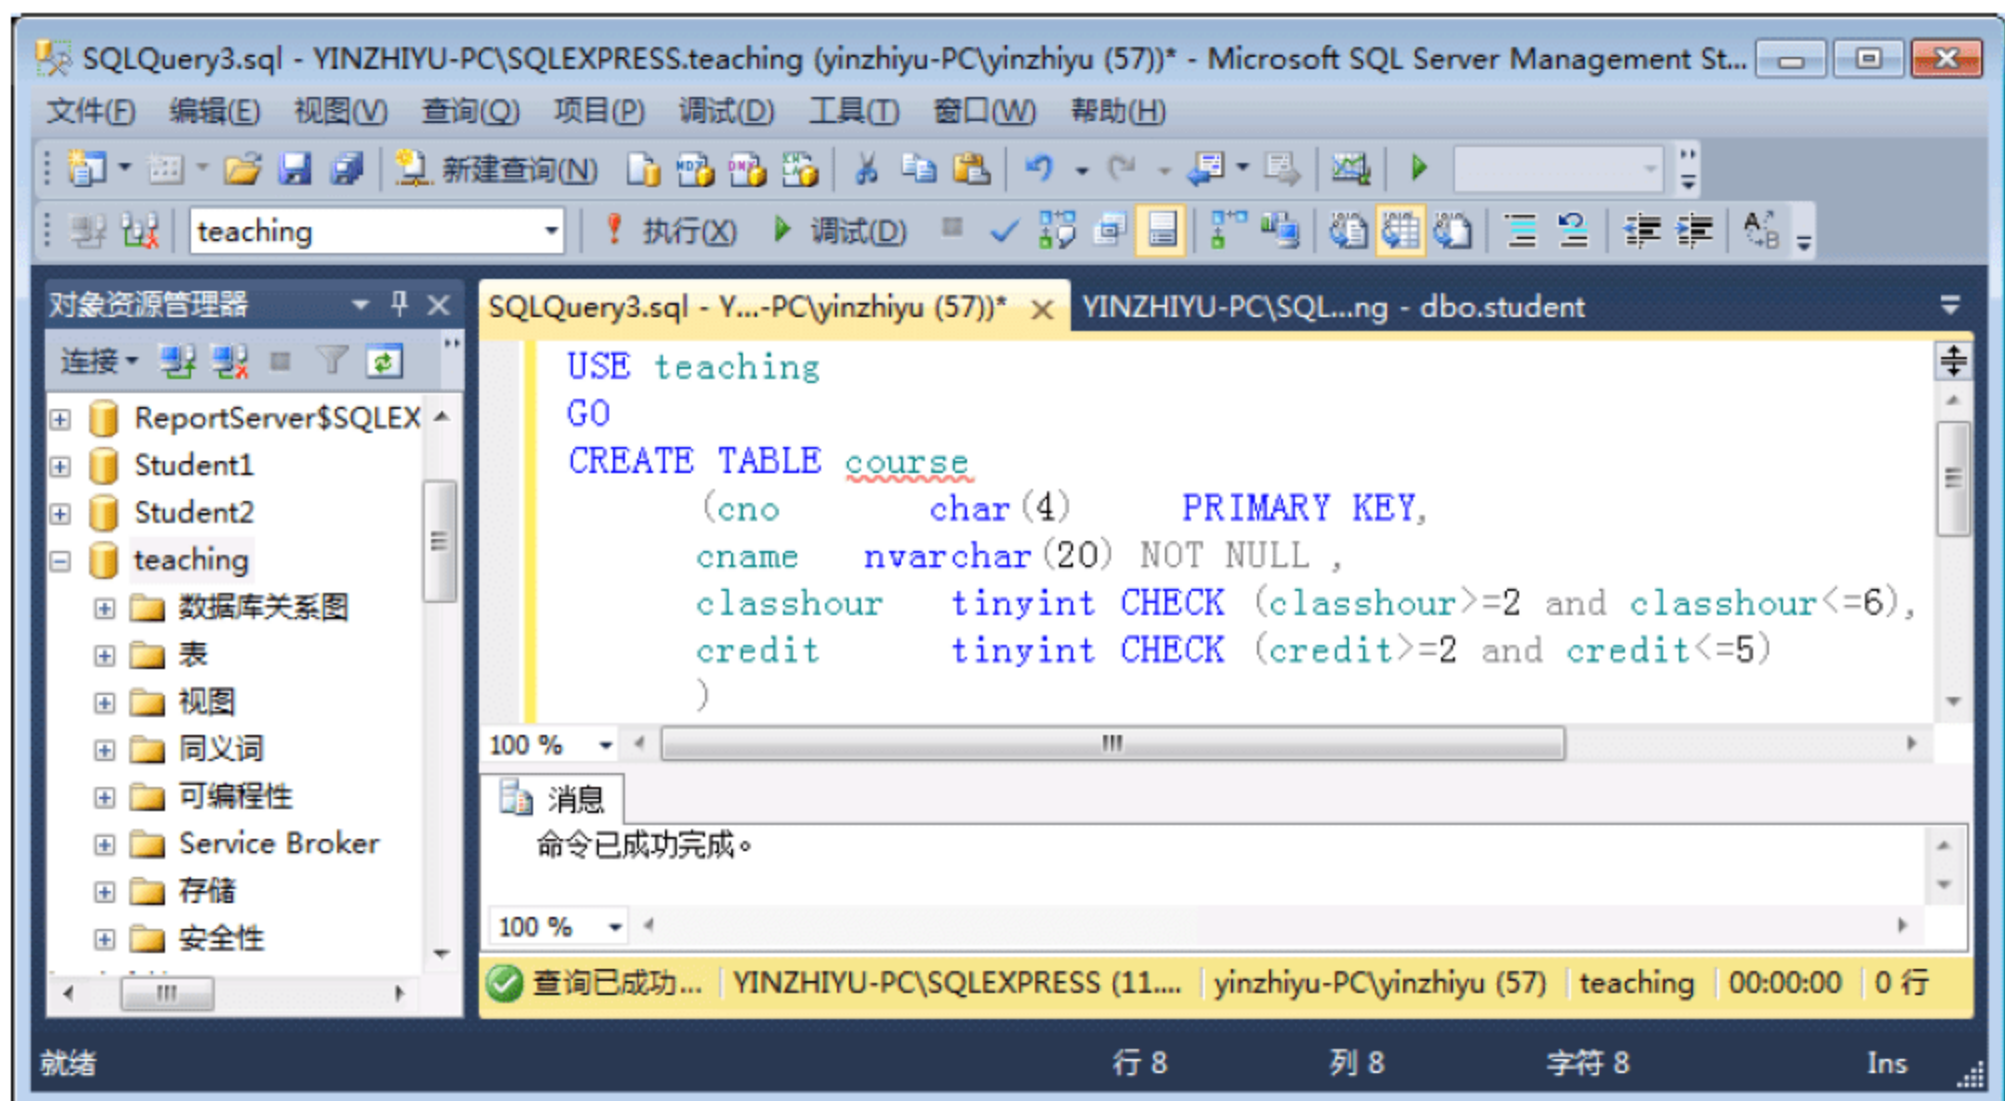 SQLQuery3.sql - YINZHIYU-PC\SQLEXPRESS.teaching (yinzhiyu-PC\yinzhiyu (57))* - Microsoft SQL Server Management St...
文件(F) 编辑(E) 视图(V) 查询(Q) 项目(P) 调试(D) 工具(T) 窗口(W) 帮助(H)
新建查询(N)
teaching 执行(X) 调试(D)
对象资源管理器
连接
ReportServer$SQLEX
Student1
Student2
teaching
数据库关系图
表
视图
同义词
可编程性
Service Broker
存储
安全性
SQLQuery3.sql - Y...-PC\yinzhiyu (57))* YINZHIYU-PC\SQL...ng - dbo.student
USE teaching
GO
CREATE TABLE course
(cno char(4) PRIMARY KEY,
cname nvarchar(20) NOT NULL ,
classhour tinyint CHECK (classhour>=2 and classhour<=6),
credit tinyint CHECK (credit>=2 and credit<=5)
)
100 %
消息
命令已成功完成。
100 %
查询已成功... YINZHIYU-PC\SQLEXPRESS (11.... yinzhiyu-PC\yinzhiyu (57) teaching 00:00:00 0 行
就绪 行 8 列 8 字符 8 Ins